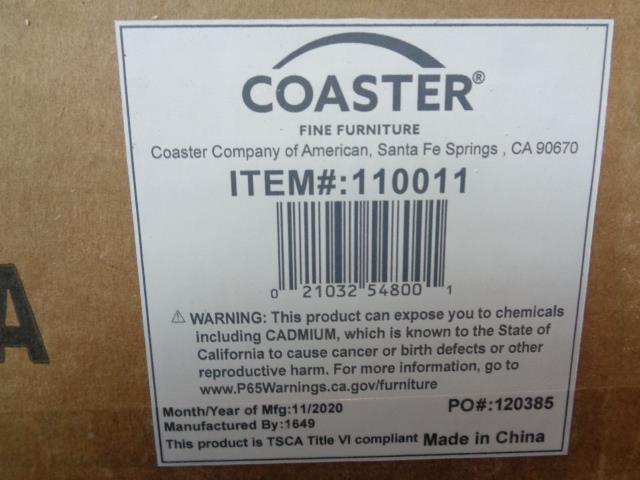 COASTER®
FINE FURNITURE
Coaster Company of American, Santa Fe Springs , CA 90670
ITEM#:110011
0 21032 54800 1
⚠ WARNING: This product can expose you to chemicals
including CADMIUM, which is known to the State of
California to cause cancer or birth defects or other
reproductive harm. For more information, go to
www.P65Warnings.ca.gov/furniture
Month/Year of Mfg:11/2020 PO#:120385
Manufactured By:1649
This product is TSCA Title VI compliant Made in China
A